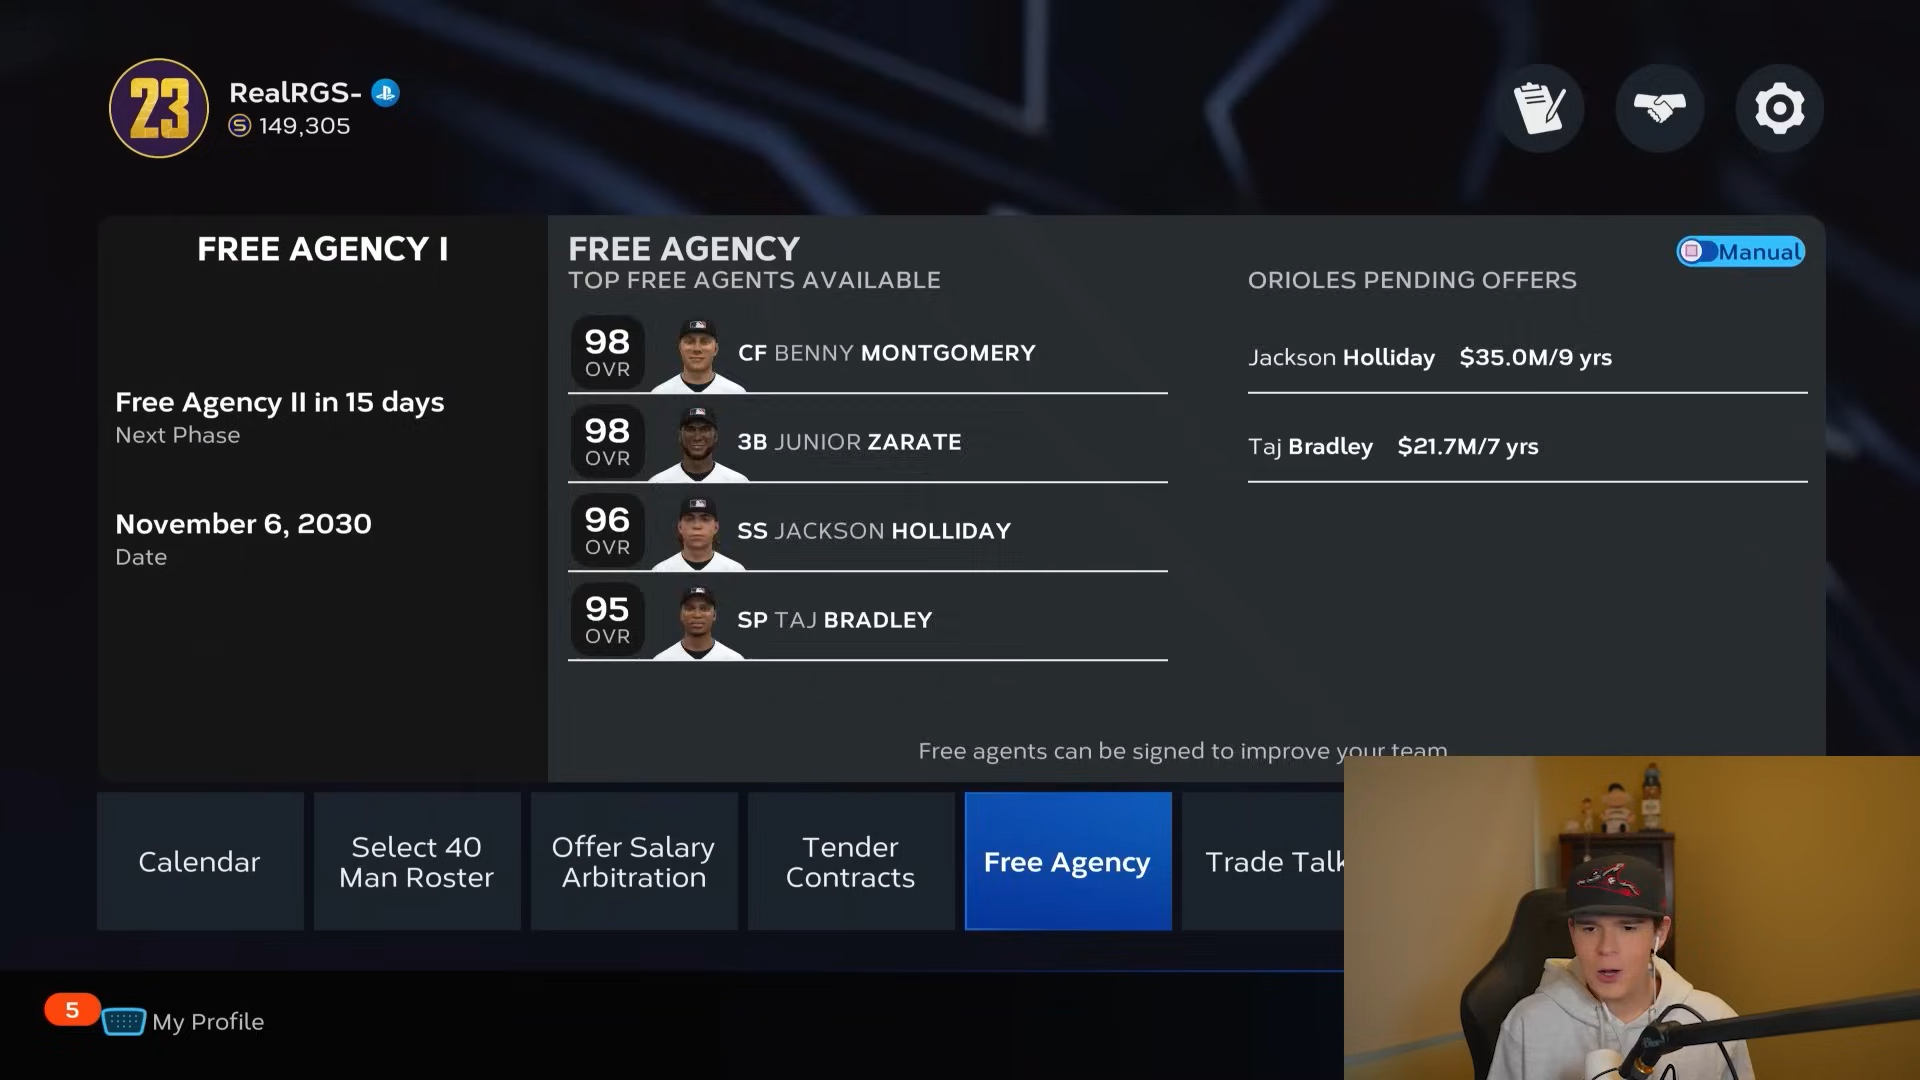 23
RealRGS-
149,305
FREE AGENCY I
Free Agency II in 15 days
Next Phase
November 6, 2030
Date
FREE AGENCY
TOP FREE AGENTS AVAILABLE
98
OVR
CF BENNY MONTGOMERY
98
OVR
3B JUNIOR ZARATE
96
OVR
SS JACKSON HOLLIDAY
95
OVR
SP TAJ BRADLEY
Manual
ORIOLES PENDING OFFERS
Jackson Holliday $35.0M/9 yrs
Taj Bradley $21.7M/7 yrs
Free agents can be signed to improve your team
Calendar
Select 40
Man Roster
Offer Salary
Arbitration
Tender
Contracts
Free Agency
Trade Talk
5
My Profile